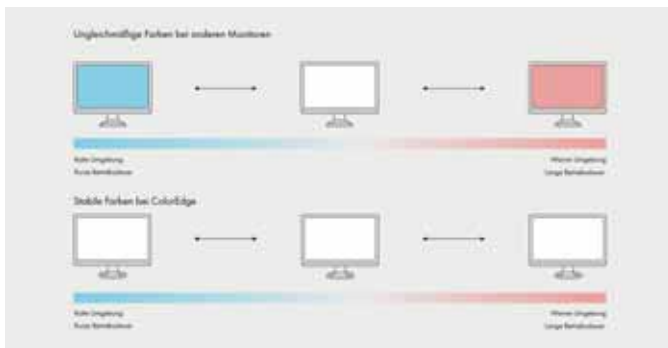 Ungleichmäßige Farben bei anderen Monitoren
Kalte Umgebung
Warme Umgebung
Kurze Betriebsdauer
Lange Betriebsdauer
Stabile Farben bei ColorEdge
Kalte Umgebung
Warme Umgebung
Kurze Betriebsdauer
Lange Betriebsdauer